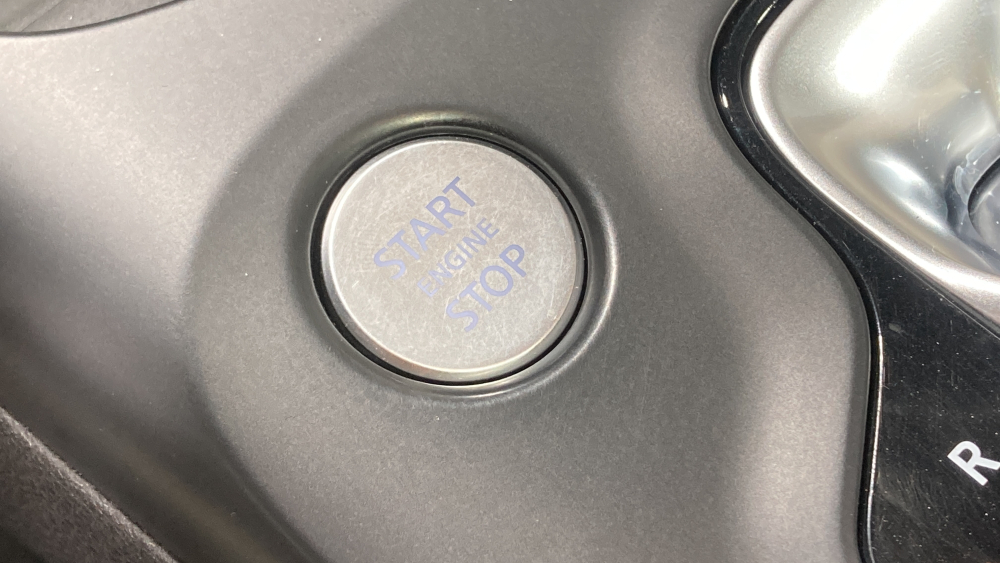 START
ENGINE
STOP
R